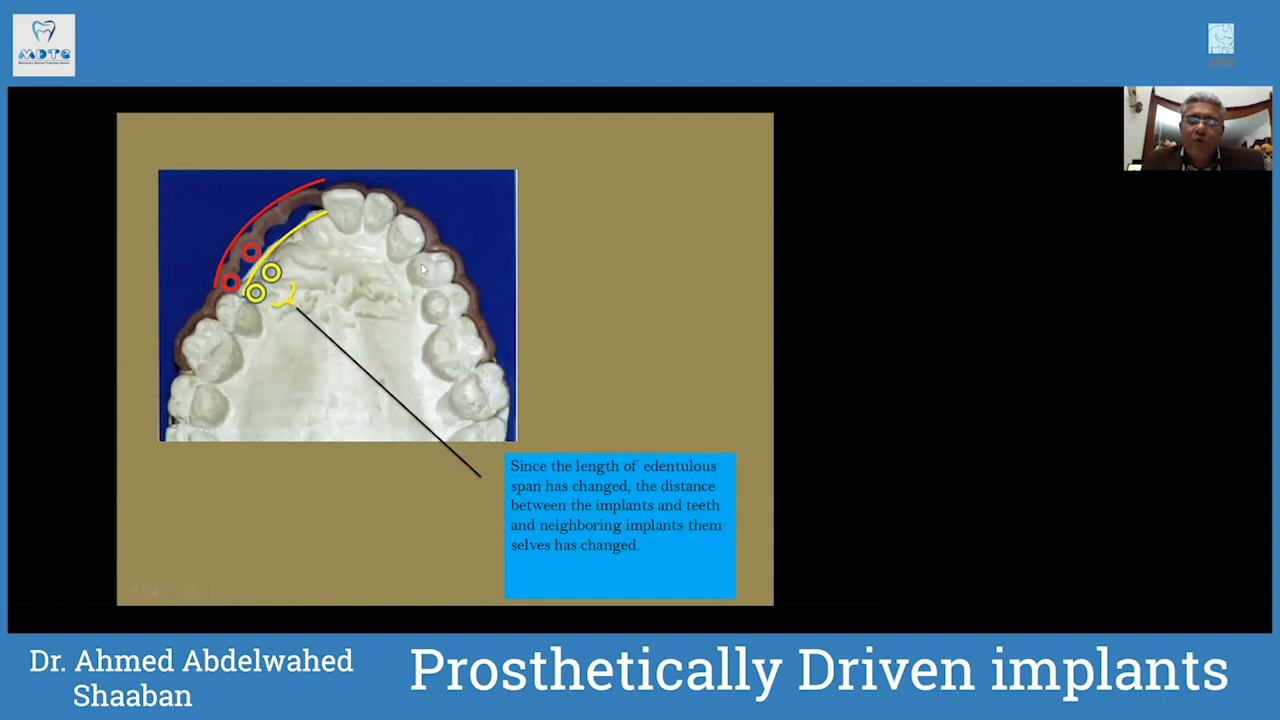 MDTC
Since the length of edentulous
span has changed, the distance
between the implants and teeth
and neighboring implants them
selves has changed.
Dr. Ahmed Abdelwahed
Shaaban
Prosthetically Driven implants